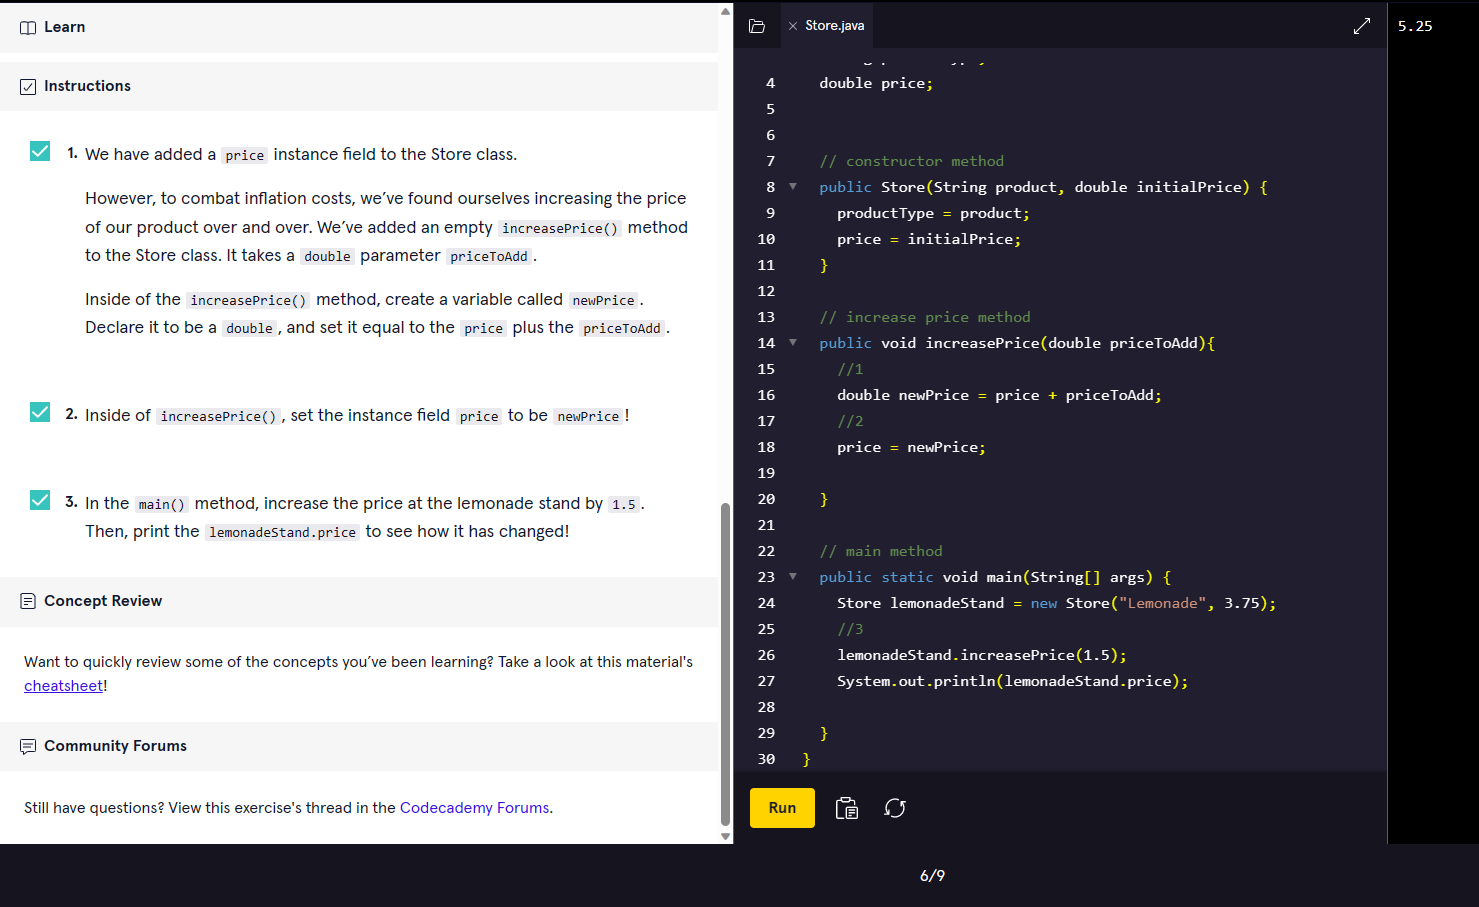 Learn
Instructions
1. We have added a price instance field to the Store class.
However, to combat inflation costs, we’ve found ourselves increasing the price
of our product over and over. We’ve added an empty increasePrice() method
to the Store class. It takes a double parameter priceToAdd.
Inside of the increasePrice() method, create a variable called newPrice.
Declare it to be a double, and set it equal to the price plus the priceToAdd.
2. Inside of increasePrice(), set the instance field price to be newPrice!
3. In the main() method, increase the price at the lemonade stand by 1.5.
Then, print the lemonadeStand.price to see how it has changed!
Concept Review
Want to quickly review some of the concepts you’ve been learning? Take a look at this material's
cheatsheet!
Community Forums
Still have questions? View this exercise's thread in the Codecademy Forums.
Store.java
4 double price;
5
6
7 // constructor method
8 public Store(String product, double initialPrice) {
9 productType = product;
10 price = initialPrice;
11 }
12
13 // increase price method
14 public void increasePrice(double priceToAdd){
15 //1
16 double newPrice = price + priceToAdd;
17 //2
18 price = newPrice;
19
20 }
21
22 // main method
23 public static void main(String[] args) {
24 Store lemonadeStand = new Store("Lemonade", 3.75);
25 //3
26 lemonadeStand.increasePrice(1.5);
27 System.out.println(lemonadeStand.price);
28
29 }
30 }
Run
5.25
6/9